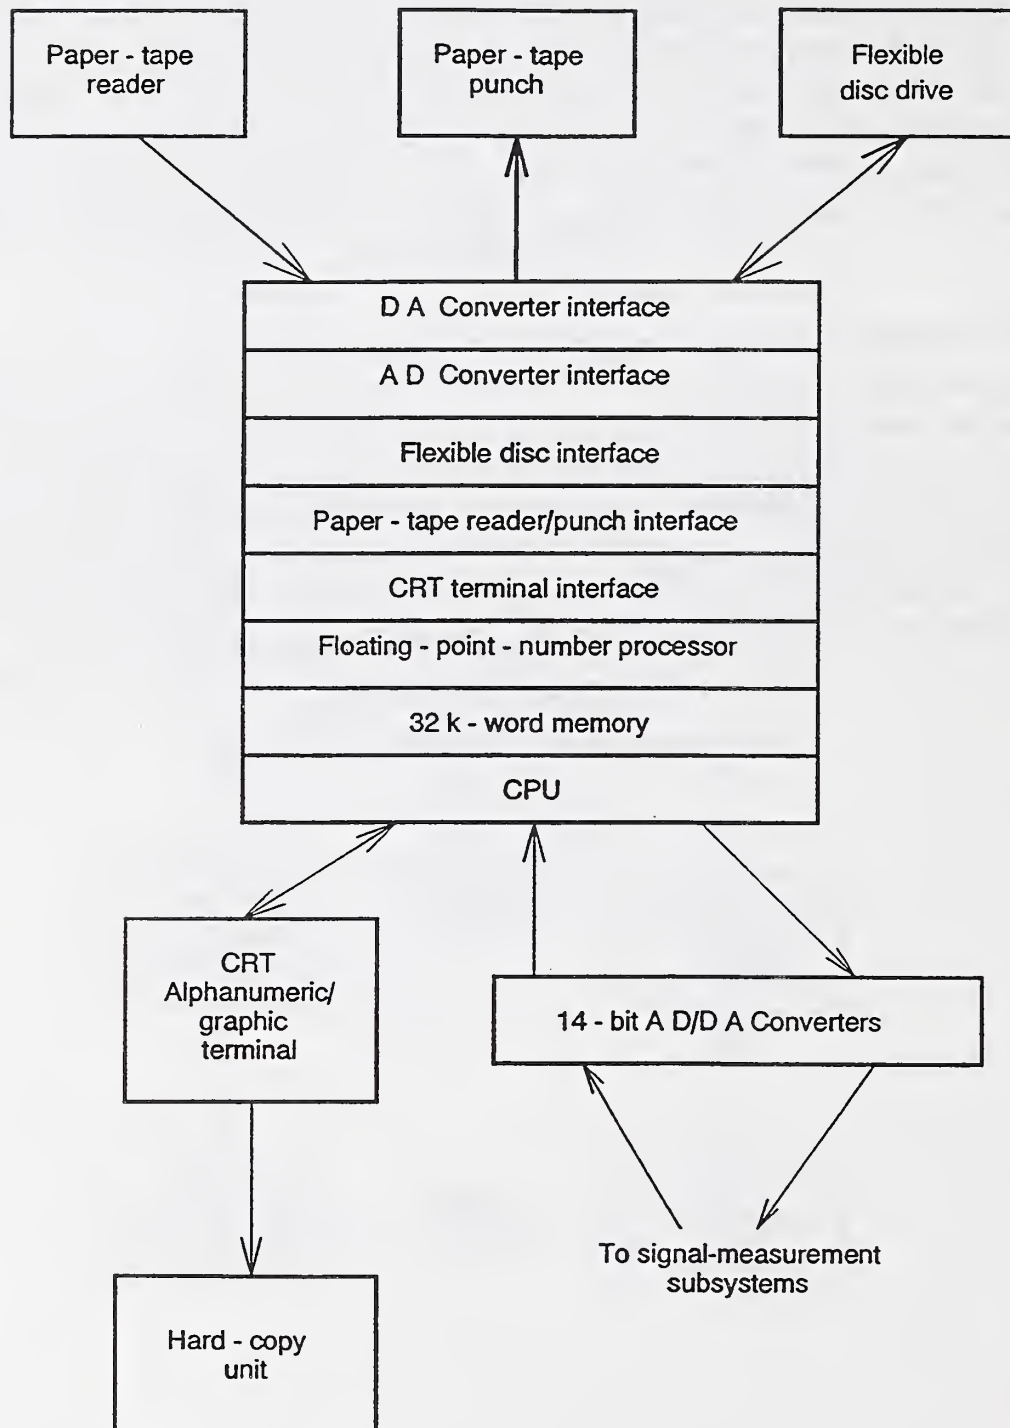 Paper - tape
reader
Paper - tape
punch
Flexible
disc drive
D A Converter interface
A D Converter interface
Flexible disc interface
Paper - tape reader/punch interface
CRT terminal interface
Floating - point - number processor
32 k - word memory
CPU
CRT
Alphanumeric/
graphic
terminal
14 - bit A D/D A Converters
To signal-measurement
subsystems
Hard - copy
unit